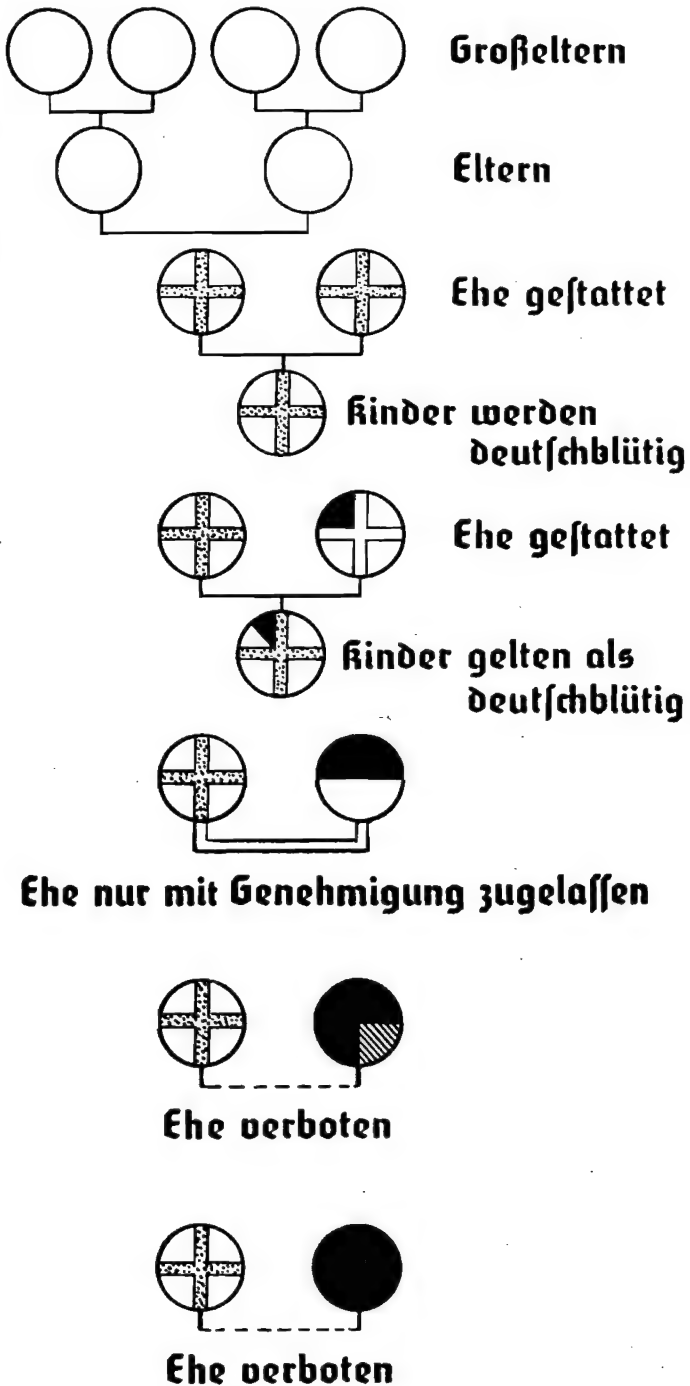 Großeltern
Eltern
Ehe gestattet
Kinder werden
deutschblütig
Ehe gestattet
Kinder gelten als
deutschblütig
Ehe nur mit Genehmigung zugelassen
Ehe verboten
Ehe verboten